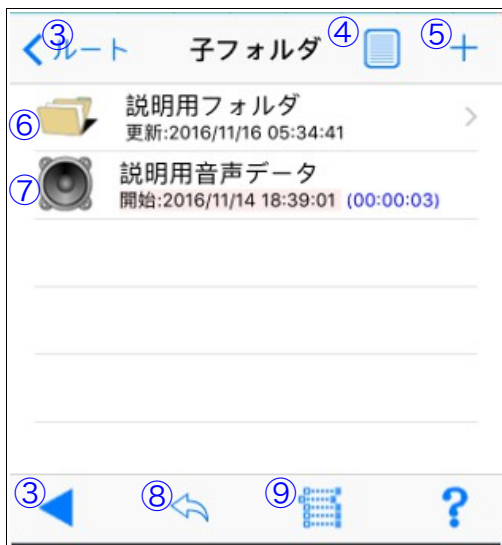 ③ルート 子フォルダ ④ ⑤+
⑥ 説明用フォルダ
更新:2016/11/16 05:34:41
⑦ 説明用音声データ
開始:2016/11/14 18:39:01 (00:00:03)
③ ⑧ ⑨ ?